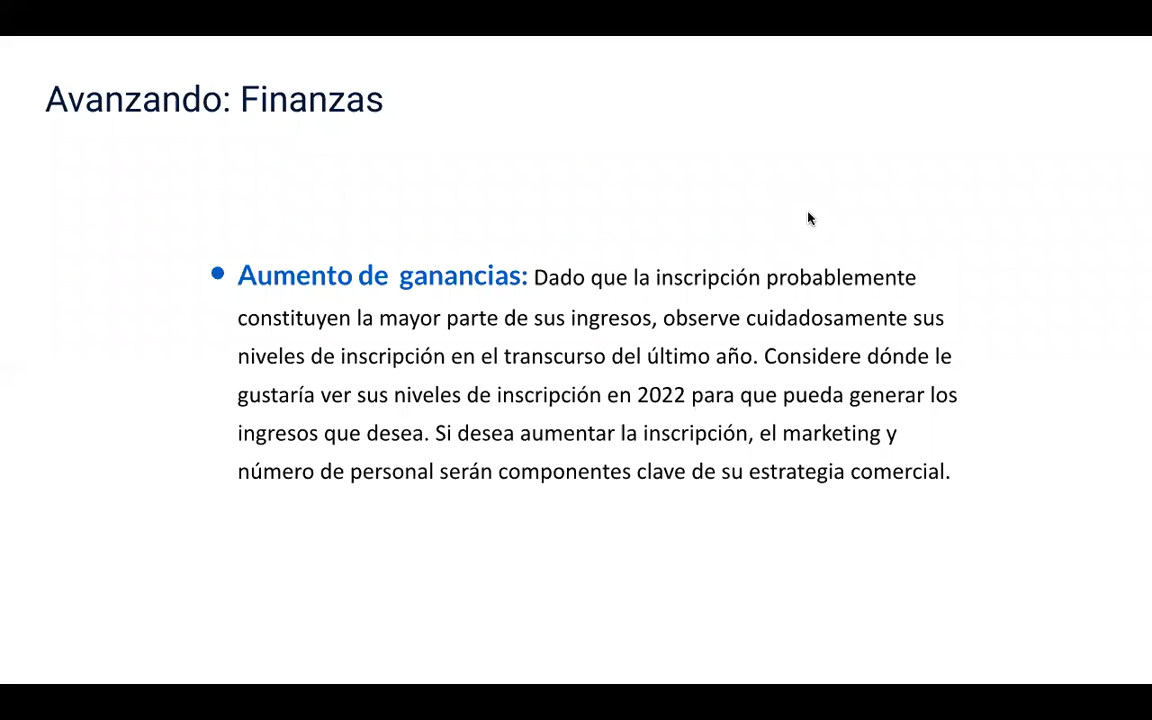 Avanzando: Finanzas
• Aumento de ganancias: Dado que la inscripción probablemente
constituyen la mayor parte de sus ingresos, observe cuidadosamente sus
niveles de inscripción en el transcurso del último año. Considere dónde le
gustaría ver sus niveles de inscripción en 2022 para que pueda generar los
ingresos que desea. Si desea aumentar la inscripción, el marketing y
número de personal serán componentes clave de su estrategia comercial.